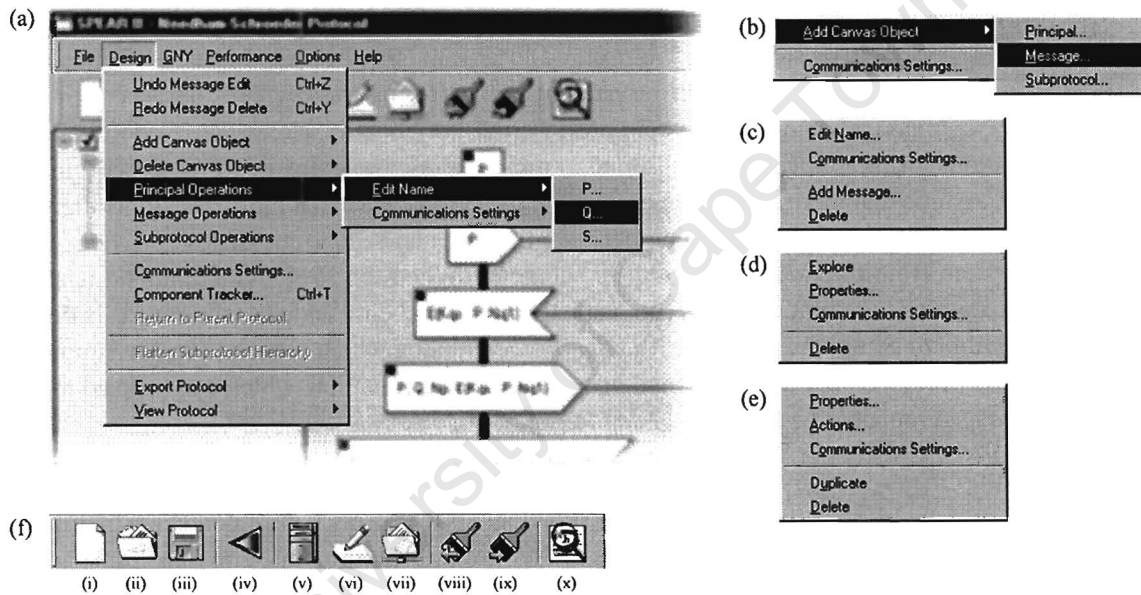 (a)
SPEAR II - Needham Schroeder Protocol
File Design GNY Performance Options Help
Undo Message Edit Ctrl+Z
Redo Message Delete Ctrl+Y
Add Canvas Object
Delete Canvas Object
Principal Operations
Message Operations
Subprotocol Operations
Communications Settings...
Component Tracker... Ctrl+T
Return to Parent Protocol
Flatten Subprotocol Hierarchy
Export Protocol
View Protocol
Edit Name
Communications Settings
P...
Q...
S...
P
P
(b)
Add Canvas Object
Communications Settings...
Principal...
Message...
Subprotocol...
(c)
Edit Name...
Communications Settings...
Add Message...
Delete
(d)
Explore
Properties...
Communications Settings...
Delete
(e)
Properties...
Actions...
Communications Settings...
Duplicate
Delete
(f)
(i) (ii) (iii) (iv) (v) (vi) (vii) (viii) (ix) (x)
University of Cape Town